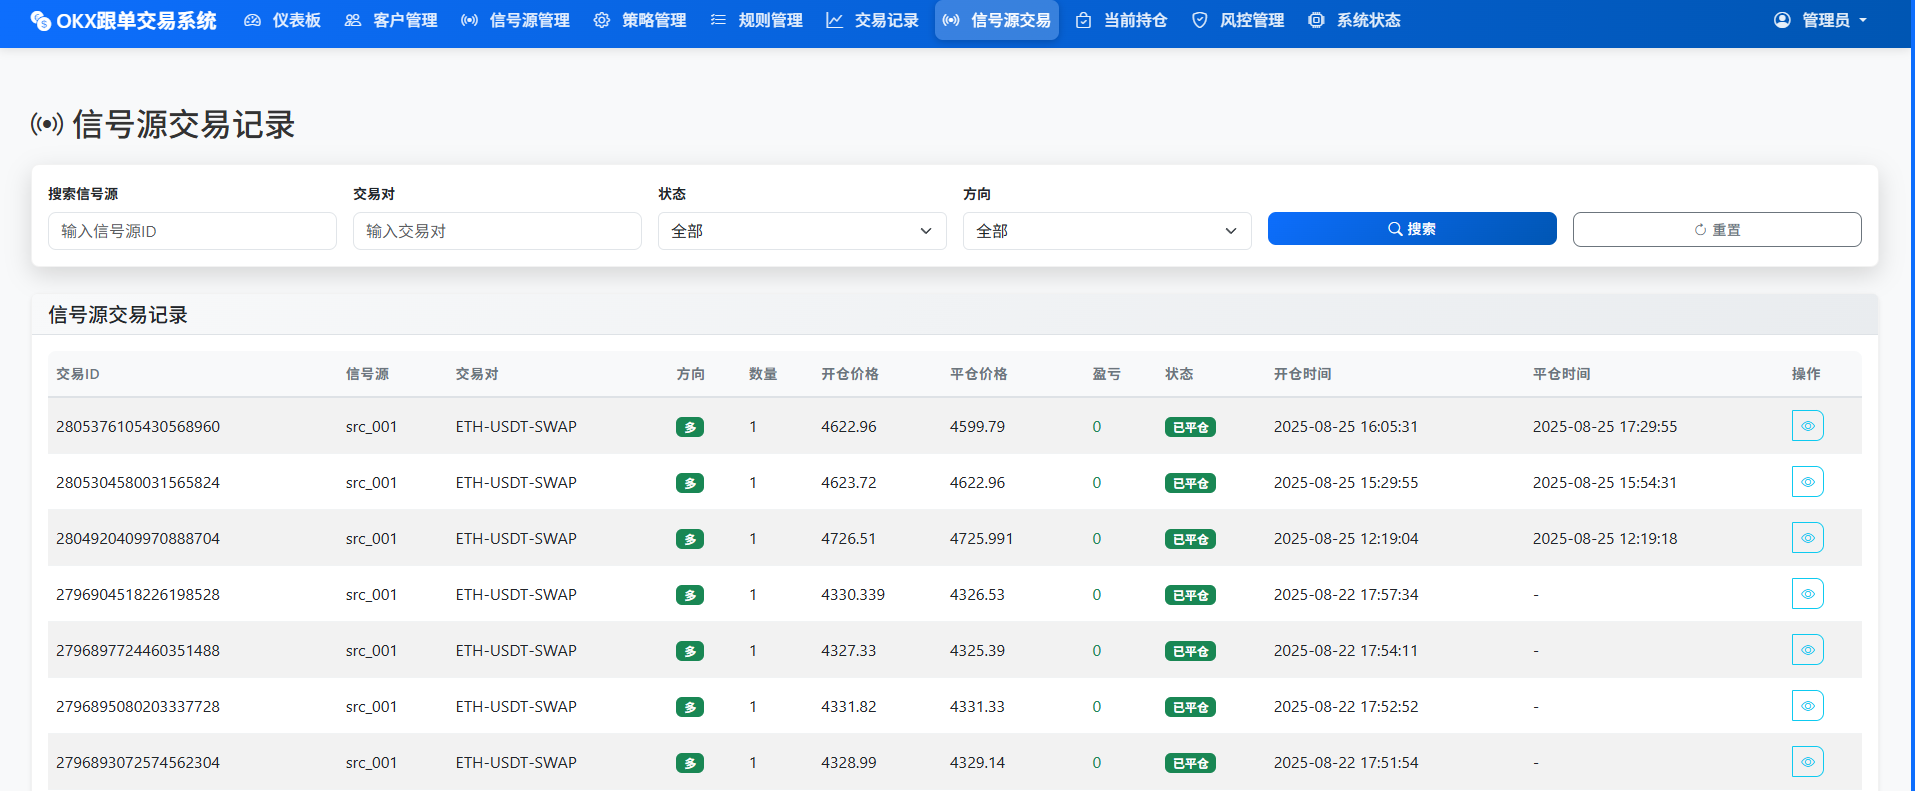 OKX跟单交易系统 仪表板 客户管理 信号源管理 策略管理 规则管理 交易记录 信号源交易 当前持仓 风控管理 系统状态 管理员
信号源交易记录
搜索信号源 交易对 状态 方向
输入信号源ID 输入交易对 全部 全部 搜索 重置
信号源交易记录
交易ID 信号源 交易对 方向 数量 开仓价格 平仓价格 盈亏 状态 开仓时间 平仓时间 操作
2805376105430568960 src_001 ETH-USDT-SWAP 多 1 4622.96 4599.79 0 已平仓 2025-08-25 16:05:31 2025-08-25 17:29:55
2805304580031565824 src_001 ETH-USDT-SWAP 多 1 4623.72 4622.96 0 已平仓 2025-08-25 15:29:55 2025-08-25 15:54:31
2804920409970888704 src_001 ETH-USDT-SWAP 多 1 4726.51 4725.991 0 已平仓 2025-08-25 12:19:04 2025-08-25 12:19:18
2796904518226198528 src_001 ETH-USDT-SWAP 多 1 4330.339 4326.53 0 已平仓 2025-08-22 17:57:34 -
2796897724460351488 src_001 ETH-USDT-SWAP 多 1 4327.33 4325.39 0 已平仓 2025-08-22 17:54:11 -
2796895080203337728 src_001 ETH-USDT-SWAP 多 1 4331.82 4331.33 0 已平仓 2025-08-22 17:52:52 -
2796893072574562304 src_001 ETH-USDT-SWAP 多 1 4328.99 4329.14 0 已平仓 2025-08-22 17:51:54 -